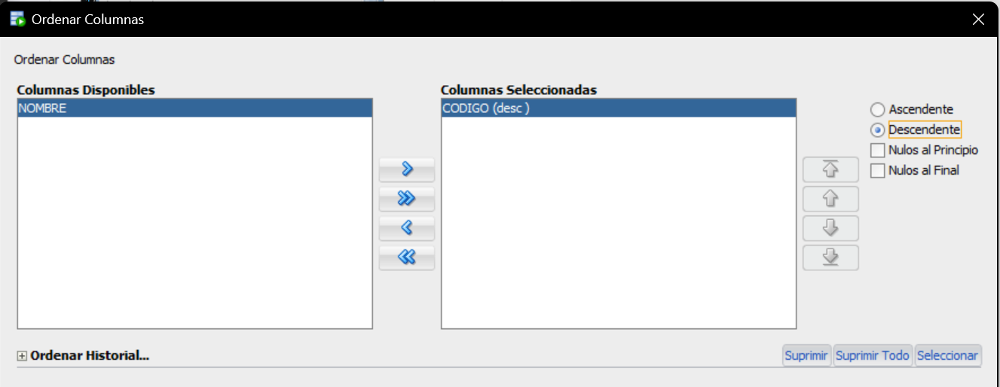 Ordenar Columnas
Ordenar Columnas
Columnas Disponibles
NOMBRE
Columnas Seleccionadas
CODIGO (desc )
Ascendente
Descendente
Nulos al Principio
Nulos al Final
Ordenar Historial...
Suprimir
Suprimir Todo
Seleccionar